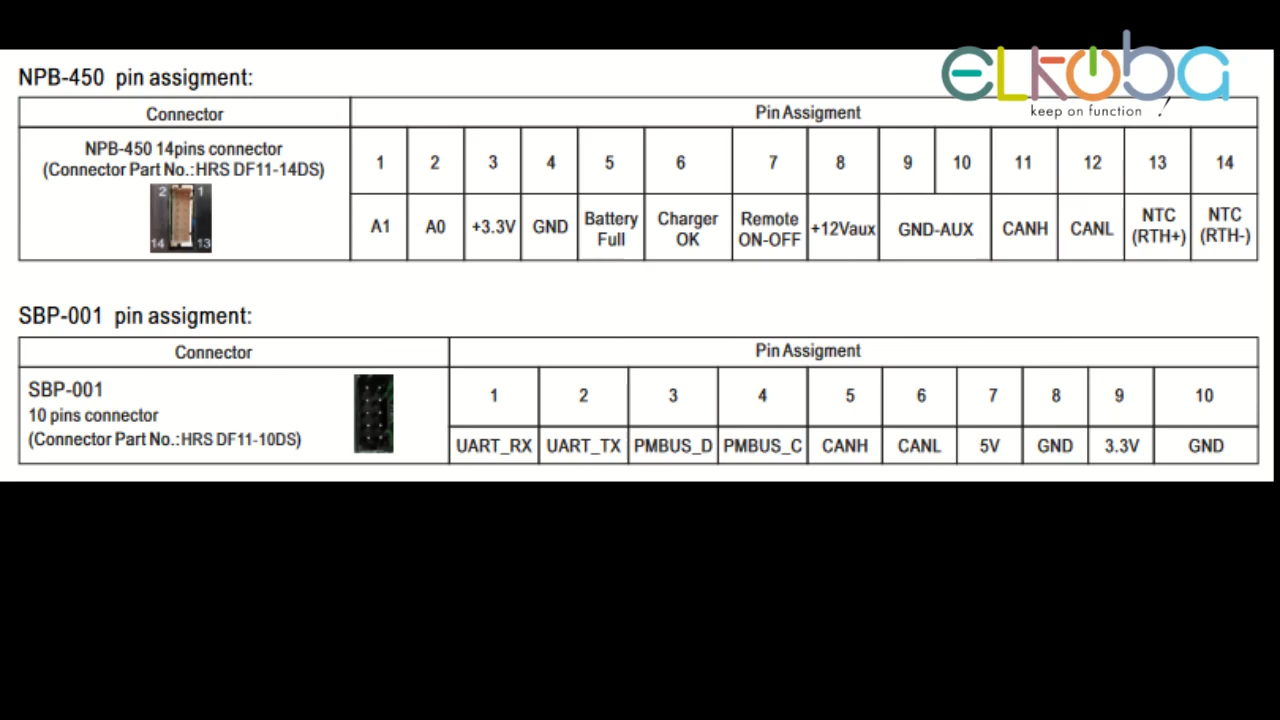 ELKOba
keep on function !
NPB-450 pin assigment:
Connector
Pin Assigment
NPB-450 14pins connector
(Connector Part No.:HRS DF11-14DS)
2 1
14 13
1 2 3 4 5 6 7 8 9 10 11 12 13 14
A1 A0 +3.3V GND Battery Full Charger OK Remote ON-OFF +12Vaux GND-AUX CANH CANL NTC (RTH+) NTC (RTH-)
SBP-001 pin assigment:
Connector
Pin Assigment
SBP-001
10 pins connector
(Connector Part No.:HRS DF11-10DS)
1 2 3 4 5 6 7 8 9 10
UART_RX UART_TX PMBUS_D PMBUS_C CANH CANL 5V GND 3.3V GND